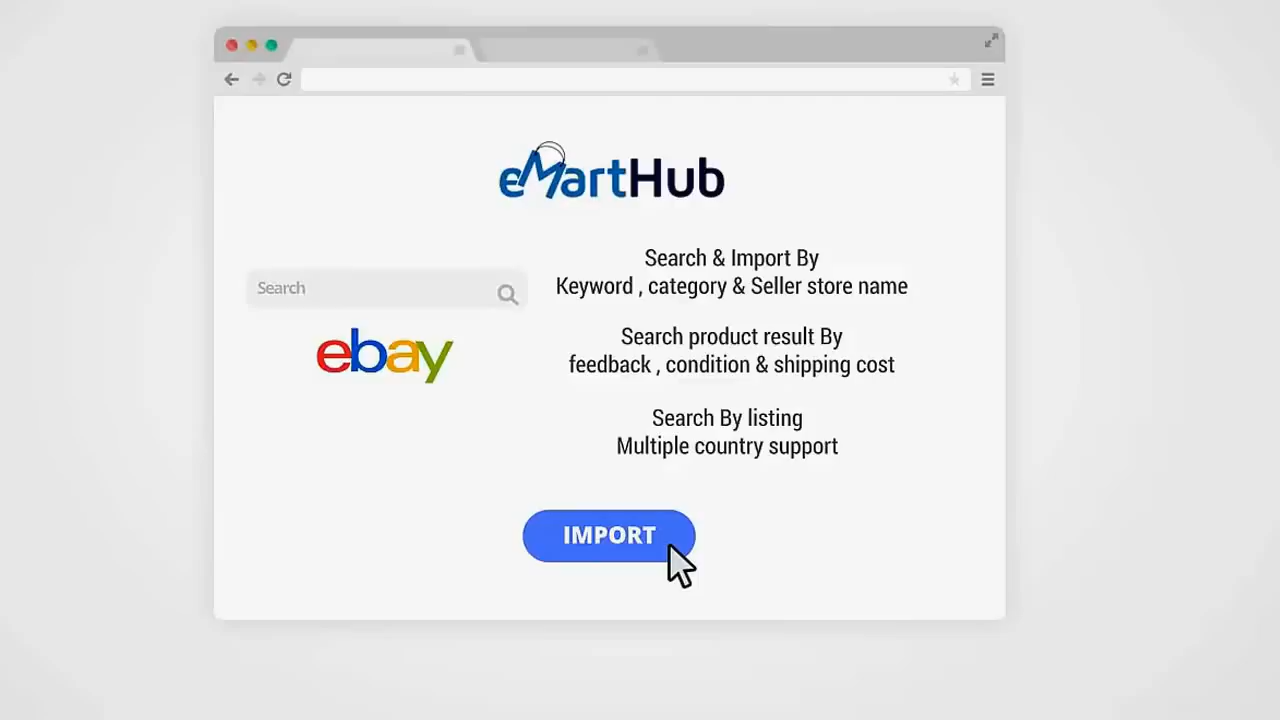 eMartHub
Search
ebay
Search & Import By
Keyword , category & Seller store name
Search product result By
feedback , condition & shipping cost
Search By listing
Multiple country support
IMPORT